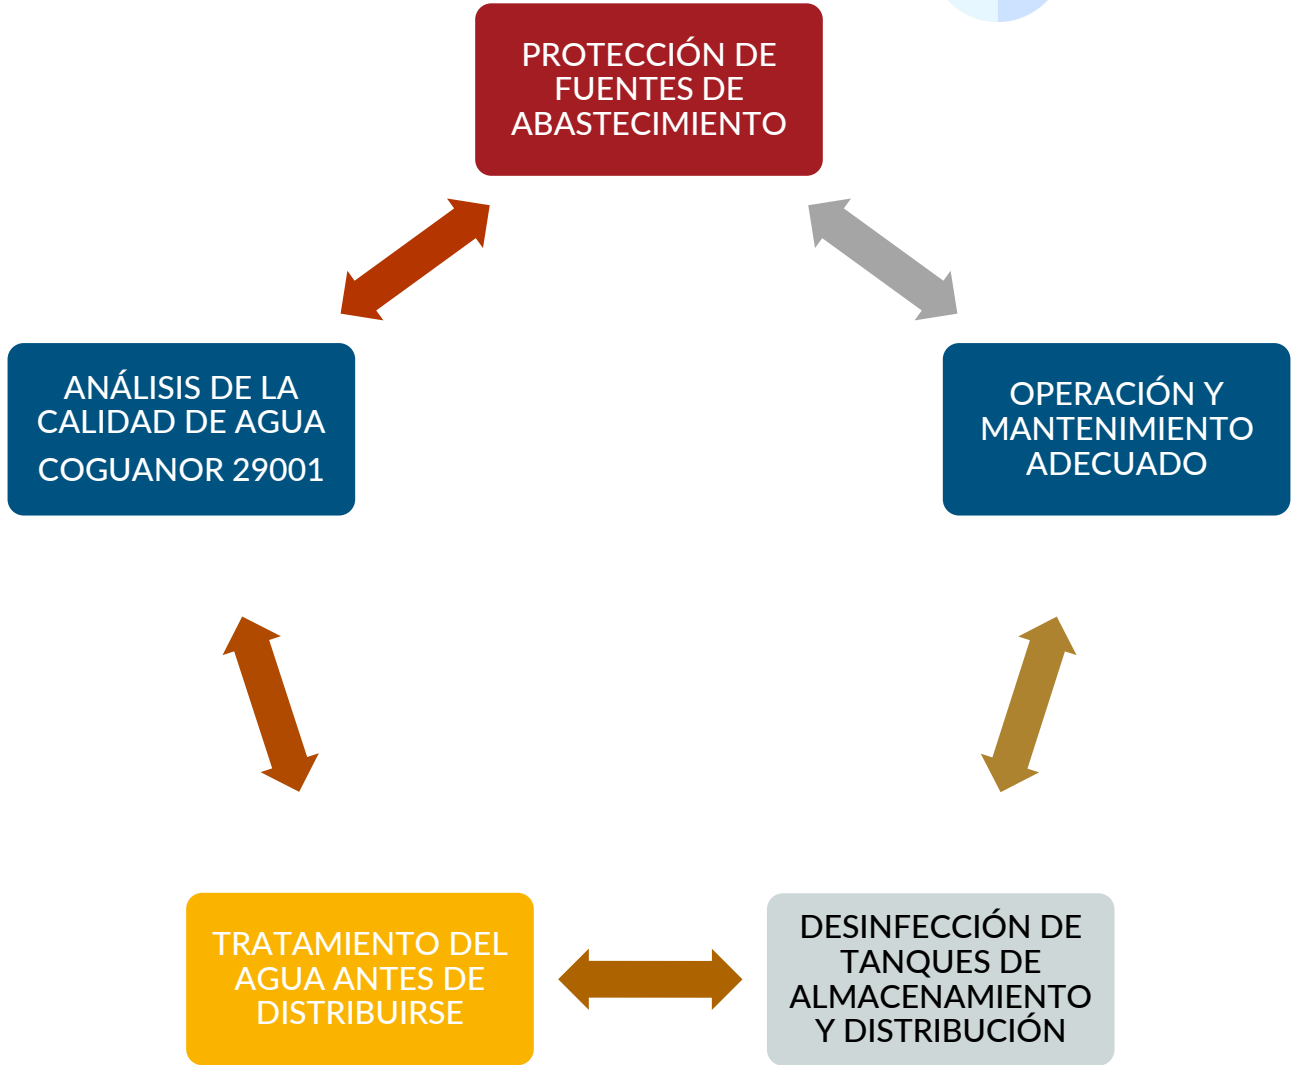 PROTECCIÓN DE
FUENTES DE
ABASTECIMIENTO
ANÁLISIS DE LA
CALIDAD DE AGUA
COGUANOR 29001
OPERACIÓN Y
MANTENIMIENTO
ADECUADO
TRATAMIENTO DEL
AGUA ANTES DE
DISTRIBUIRSE
DESINFECCIÓN DE
TANQUES DE
ALMACENAMIENTO
Y DISTRIBUCIÓN